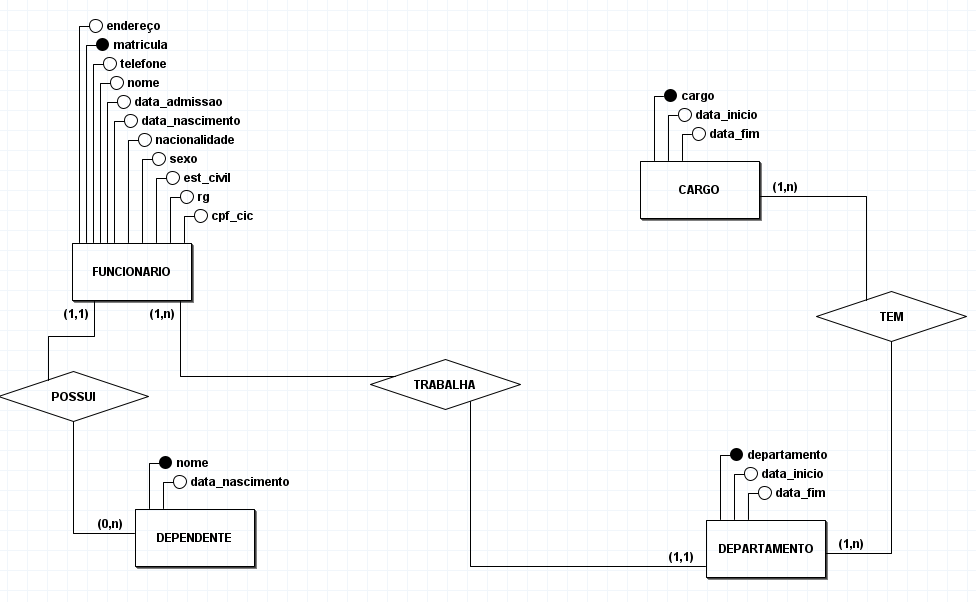 endereço
matricula
telefone
nome
data_admissao
data_nascimento
nacionalidade
sexo
est_civil
rg
cpf_cic
FUNCIONARIO
(1,1)
(1,n)
cargo
data_inicio
data_fim
CARGO
(1,n)
TEM
POSSUI
TRABALHA
nome
data_nascimento
(0,n)
DEPENDENTE
departamento
data_inicio
data_fim
DEPARTAMENTO
(1,1)
(1,n)